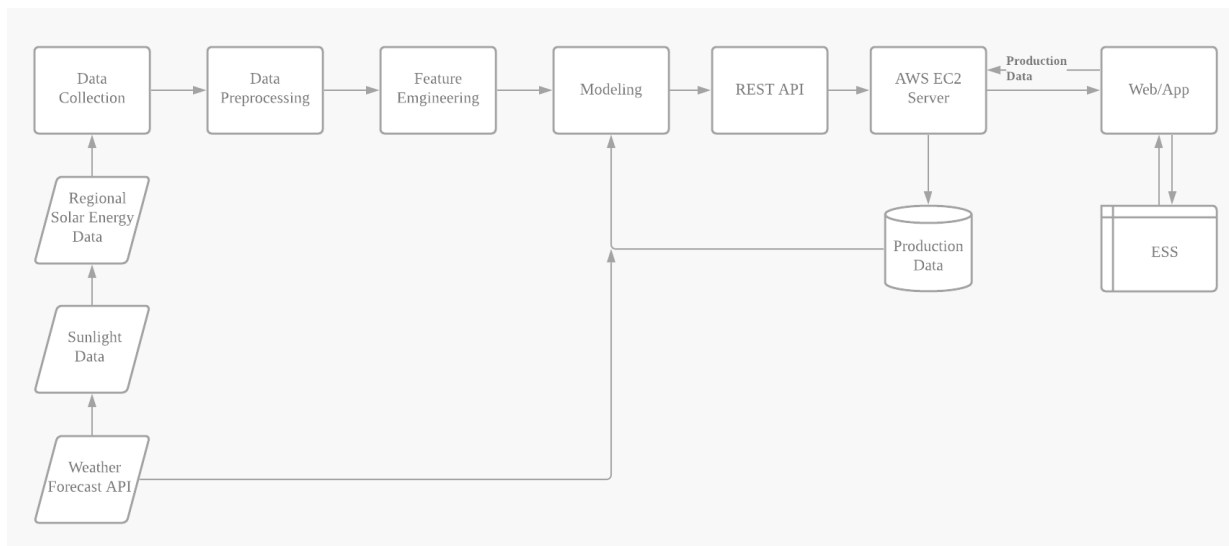 Data
Collection
Data
Preprocessing
Feature
Emgineering
Modeling
REST API
AWS EC2
Server
Production
Data
Web/App
Regional
Solar Energy
Data
Production
Data
ESS
Sunlight
Data
Weather
Forecast API